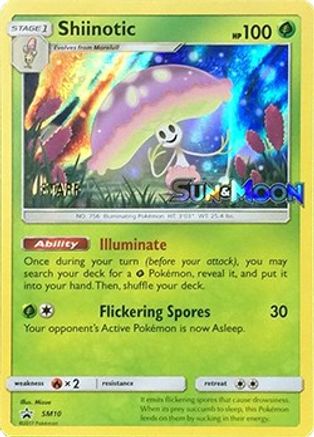 STAGE 1 Shiinotic HP 100
Evolves from Morelull
STAFF
SUN & MOON
NO. 756 Illuminating Pokémon HT: 3'03" WT: 25.4 lbs.
Ability Illuminate
Once during your turn (before your attack), you may
search your deck for a Pokémon, reveal it, and put it
into your hand. Then, shuffle your deck.
Flickering Spores 30
Your opponent's Active Pokémon is now Asleep.
weakness × 2 resistance retreat
Illus. Mizue
SM10
©2017 Pokémon
It emits flickering spores that cause drowsiness.
When its prey succumb to sleep, this Pokémon
feeds on them by sucking in their energy.